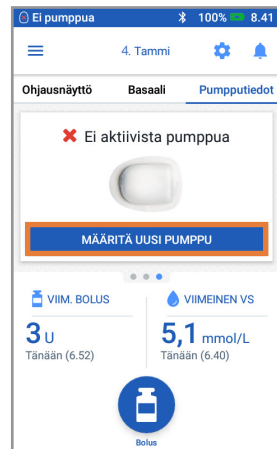 Ei pumppua 100% 8.41
4. Tammi
Ohjausnäyttö Basaali Pumpputiedot
Ei aktiivista pumppua
MÄÄRITÄ UUSI PUMPPU
VIIM. BOLUS VIIMEINEN VS
3 U 5,1 mmol/L
Tänään (6.52) Tänään (6.40)
Bolus